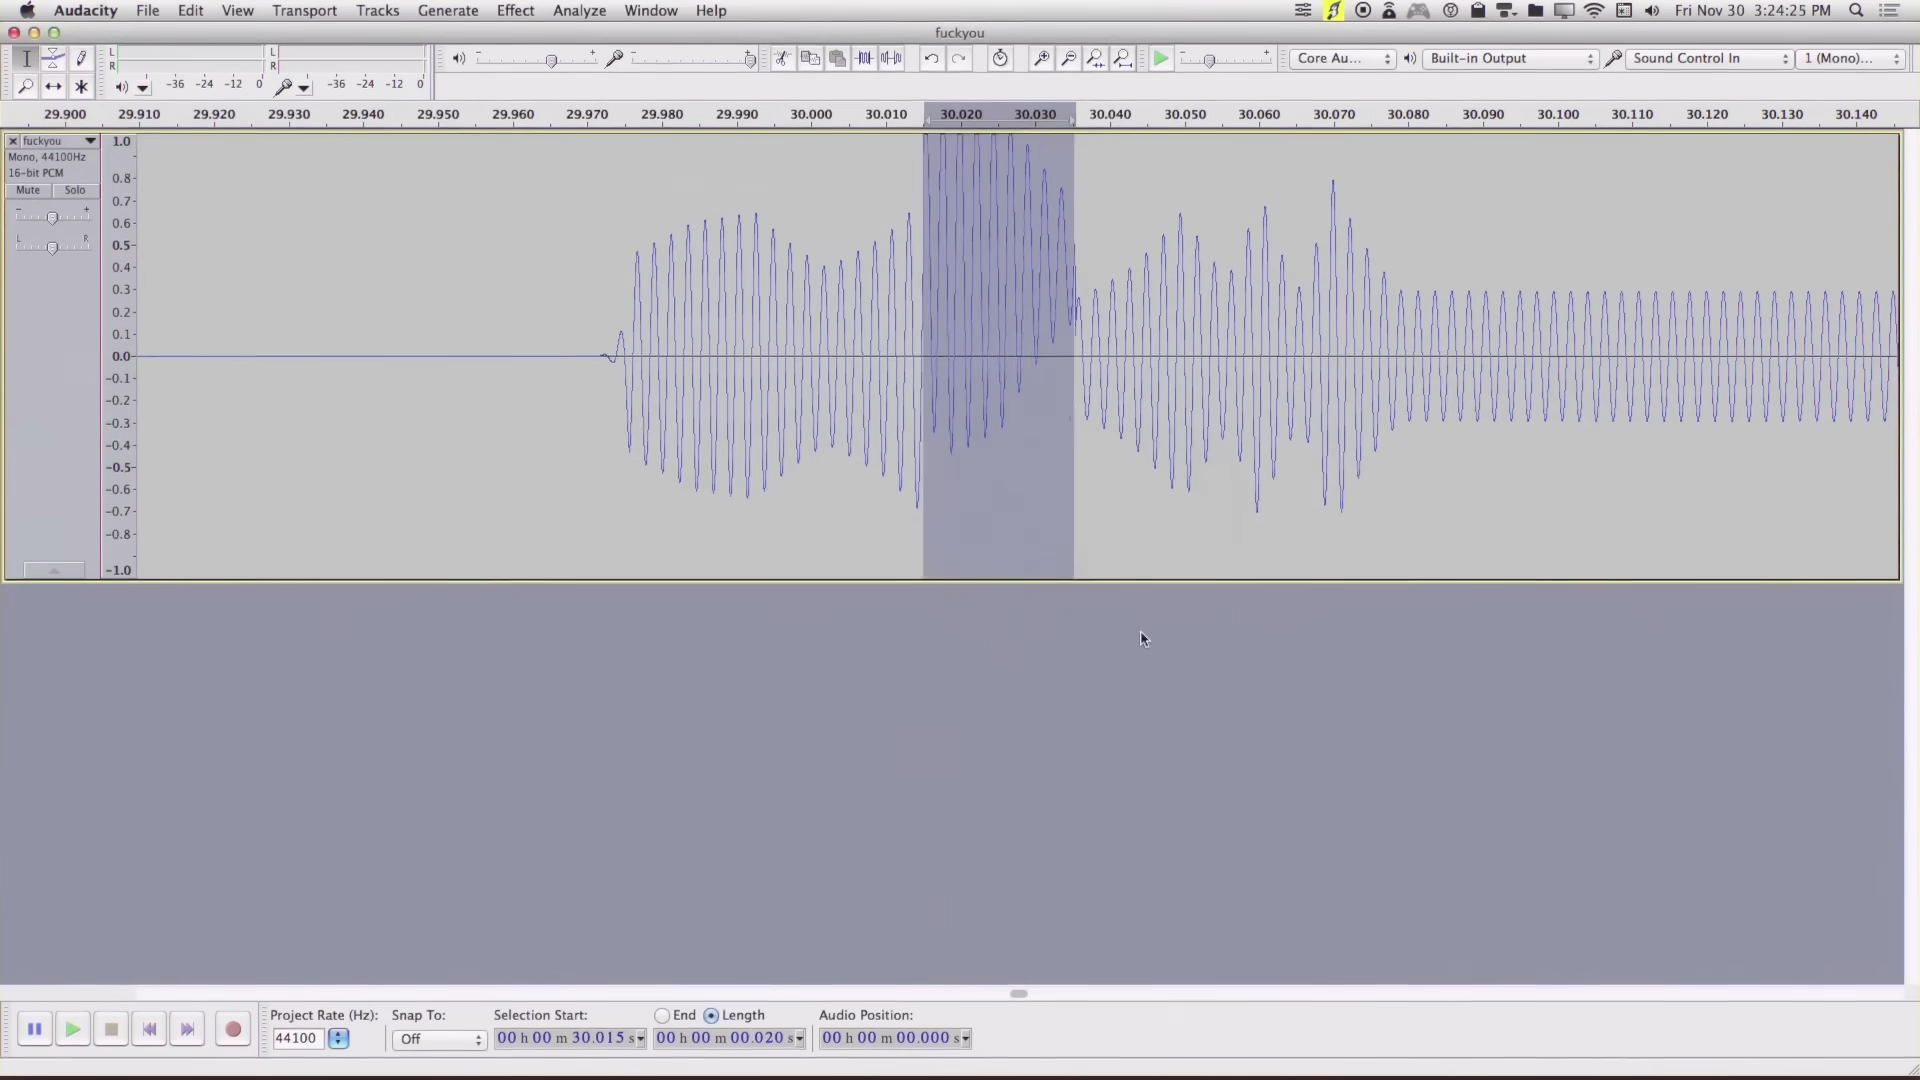 Audacity File Edit View Transport Tracks Generate Effect Analyze Window Help Fri Nov 30 3:24:25 PM
fuckyou
L L
R R
Core Au... Built-in Output Sound Control In 1 (Mono)...
-36 -24 -12 0 -36 -24 -12 0
29.900 29.910 29.920 29.930 29.940 29.950 29.960 29.970 29.980 29.990 30.000 30.010 30.020 30.030 30.040 30.050 30.060 30.070 30.080 30.090 30.100 30.110 30.120 30.130 30.140
fuckyou
Mono, 44100Hz
16-bit PCM
Mute Solo
- +
L R
1.0
0.8
0.7
0.6
0.5
0.4
0.3
0.2
0.1
0.0
-0.1
-0.2
-0.3
-0.4
-0.5
-0.6
-0.7
-0.8
-1.0
Project Rate (Hz): Snap To: Selection Start: End Length Audio Position:
44100 Off 00 h 00 m 30.015 s 00 h 00 m 00.020 s 00 h 00 m 00.000 s